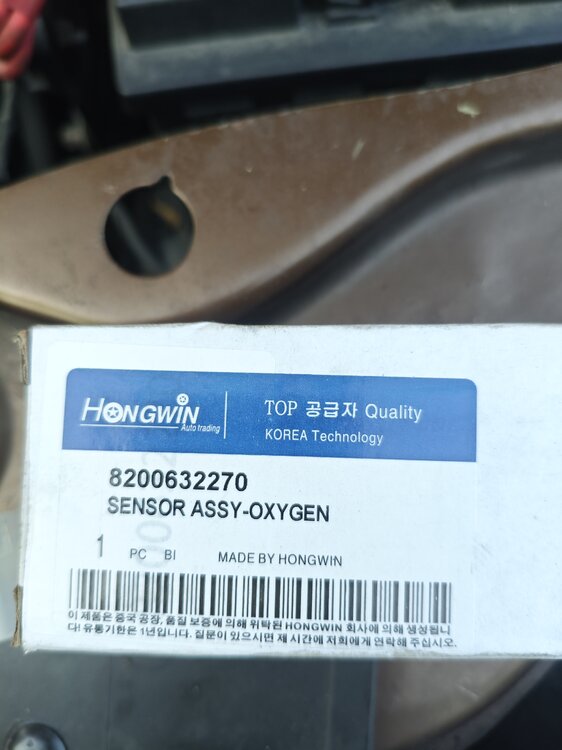 HONGWIN
Auto trading
TOP 공급자 Quality
KOREA Technology
8200632270
SENSOR ASSY-OXYGEN
1 PC BI MADE BY HONGWIN
이 제품은 중국 공장, 품질 보증에 의해 위탁된 HONGWIN 회사에 의해 생성됩니
다! 유통기한은 1년입니다. 질문이 있으시면 제 시간에 저희에게 연락해 주십시오.